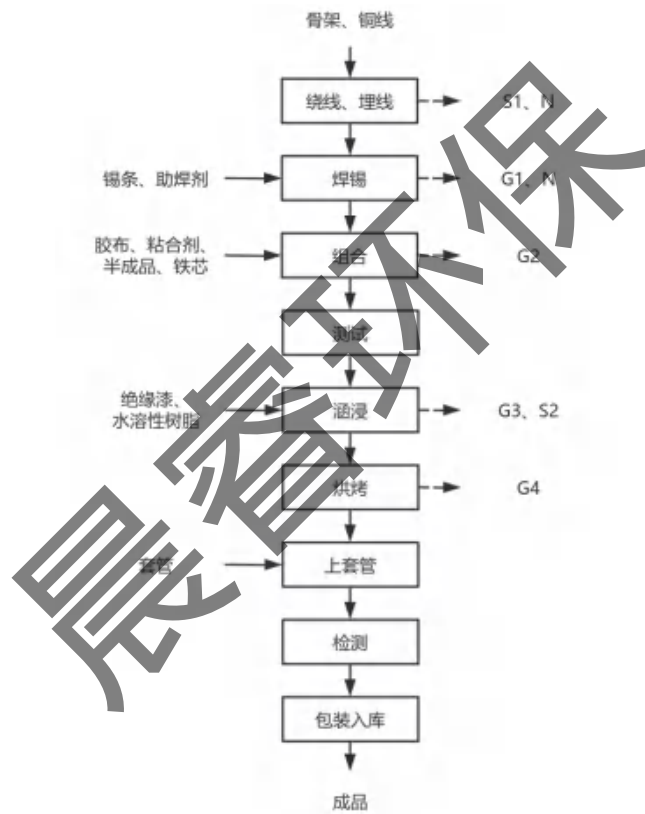 骨架、铜线
绕线、埋线
S1、N
锡条、助焊剂
焊锡
G1、N
胶布、粘合剂、
半成品、铁芯
组合
G2
测试
绝缘漆、
水溶性树脂
涵浸
G3、S2
烘烤
G4
套管
上套管
检测
包装入库
成品
晨睿环保